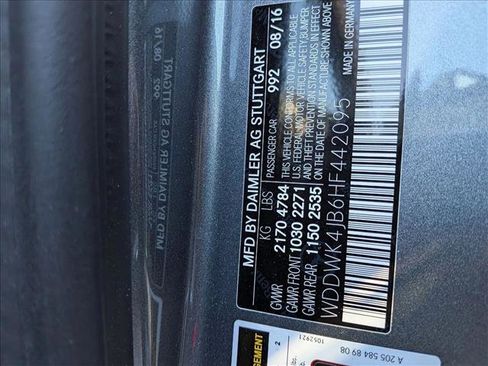 MFD BY DAIMLER AG STUTTGART
992 08/16
PASSENGER CAR
KG LBS
GVWR 2170 4784
GAWR FRONT 1030 2271
GAWR REAR 1150 2535
THIS VEHICLE CONFORMS TO ALL APPLICABLE
U.S. FEDERAL MOTOR VEHICLE SAFETY BUMPER
AND THEFT PREVENTION STANDARDS IN EFFECT
ON THE DATE OF MANUFACTURE SHOWN ABOVE
WDDWK4JB6HF442095
MADE IN GERMANY
2
1052921
A 205 584 89 08